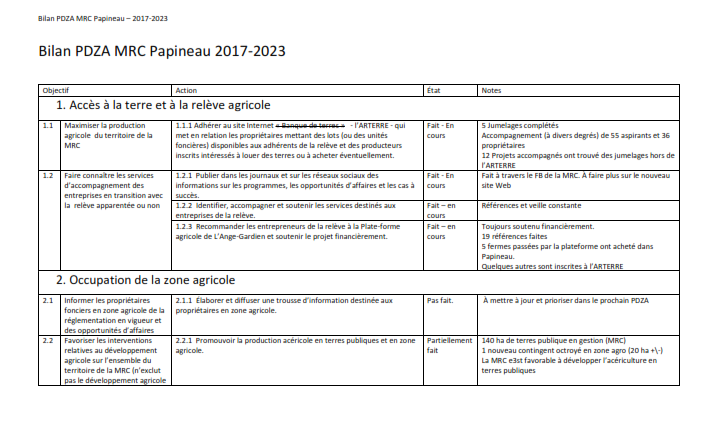 Bilan PDZA MRC Papineau – 2017-2023
Bilan PDZA MRC Papineau 2017-2023
Objectif
Action
État
Notes
1. Accès à la terre et à la relève agricole
1.1
Maximiser la production
agricole du territoire de la
MRC
1.1.1 Adhérer au site Internet « Banque de terres » - l'ARTERRE - qui
met en relation les propriétaires mettant des lots (ou des unités
foncières) disponibles aux adhérents de la relève et des producteurs
inscrits intéressés à louer des terres ou à acheter éventuellement.
Fait - En
cours
5 Jumelages complétés
Accompagnement (à divers degrés) de 55 aspirants et 36
propriétaires
12 Projets accompagnés ont trouvé des jumelages hors de
l'ARTERRE
1.2
Faire connaître les services
d'accompagnement des
entreprises en transition avec
la relève apparentée ou non
1.2.1 Publier dans les journaux et sur les réseaux sociaux des
informations sur les programmes, les opportunités d'affaires et les cas à
succès.
Fait - En
cours
Fait à travers le FB de la MRC. À faire plus sur le nouveau
site Web
1.2.2 Identifier, accompagner et soutenir les services destinés aux
entreprises de la relève.
Fait – en
cours
Références et veille constante
1.2.3 Recommander les entrepreneurs de la relève à la Plate-forme
agricole de L'Ange-Gardien et soutenir le projet financièrement.
Fait – en
cours
Toujours soutenu financièrement.
19 références faites
5 fermes passées par la plateforme ont acheté dans
Papineau.
Quelques autres sont inscrites à l'ARTERRE
2. Occupation de la zone agricole
2.1
Informer les propriétaires
fonciers en zone agricole de la
réglementation en vigueur et
des opportunités d'affaires
2.1.1 Élaborer et diffuser une trousse d'information destinée aux
propriétaires en zone agricole.
Pas fait.
À mettre à jour et prioriser dans le prochain PDZA
2.2
Favoriser les interventions
relatives au développement
agricole sur l'ensemble du
territoire de la MRC (n'exclut
pas le développement agricole
2.2.1 Promouvoir la production acéricole en terres publiques et en zone
agricole.
Partiellement
fait
140 ha de terres publique en gestion (MRC)
1 nouveau contingent octroyé en zone agro (20 ha +\-)
La MRC e3st favorable à développer l'acériculture en
terres publiques